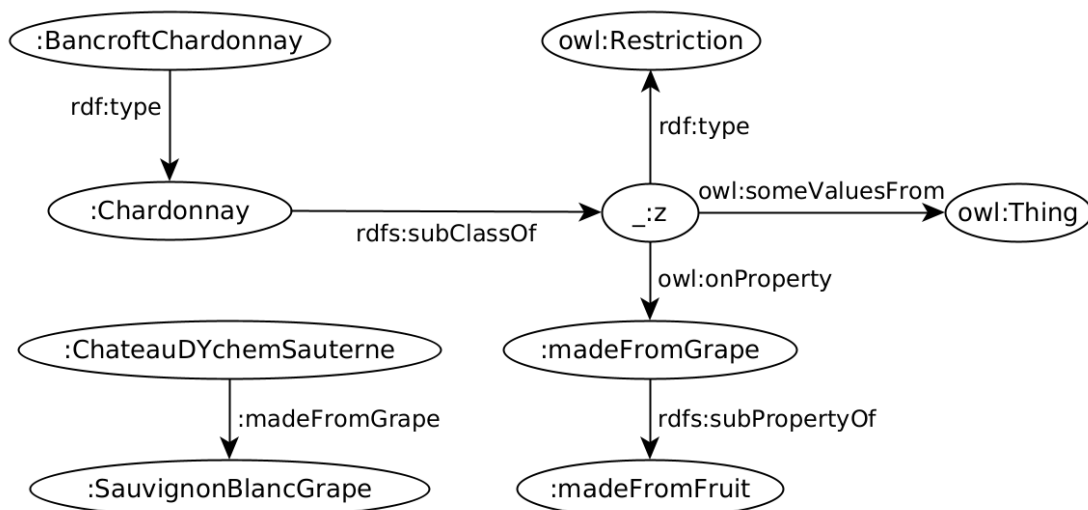 :BancroftChardonnay
owl:Restriction
rdf:type
rdf:type
:Chardonnay
rdfs:subClassOf
_:z
owl:someValuesFrom
owl:Thing
owl:onProperty
:ChateauDYchemSauterne
:madeFromGrape
:madeFromGrape
rdfs:subPropertyOf
:SauvignonBlancGrape
:madeFromFruit